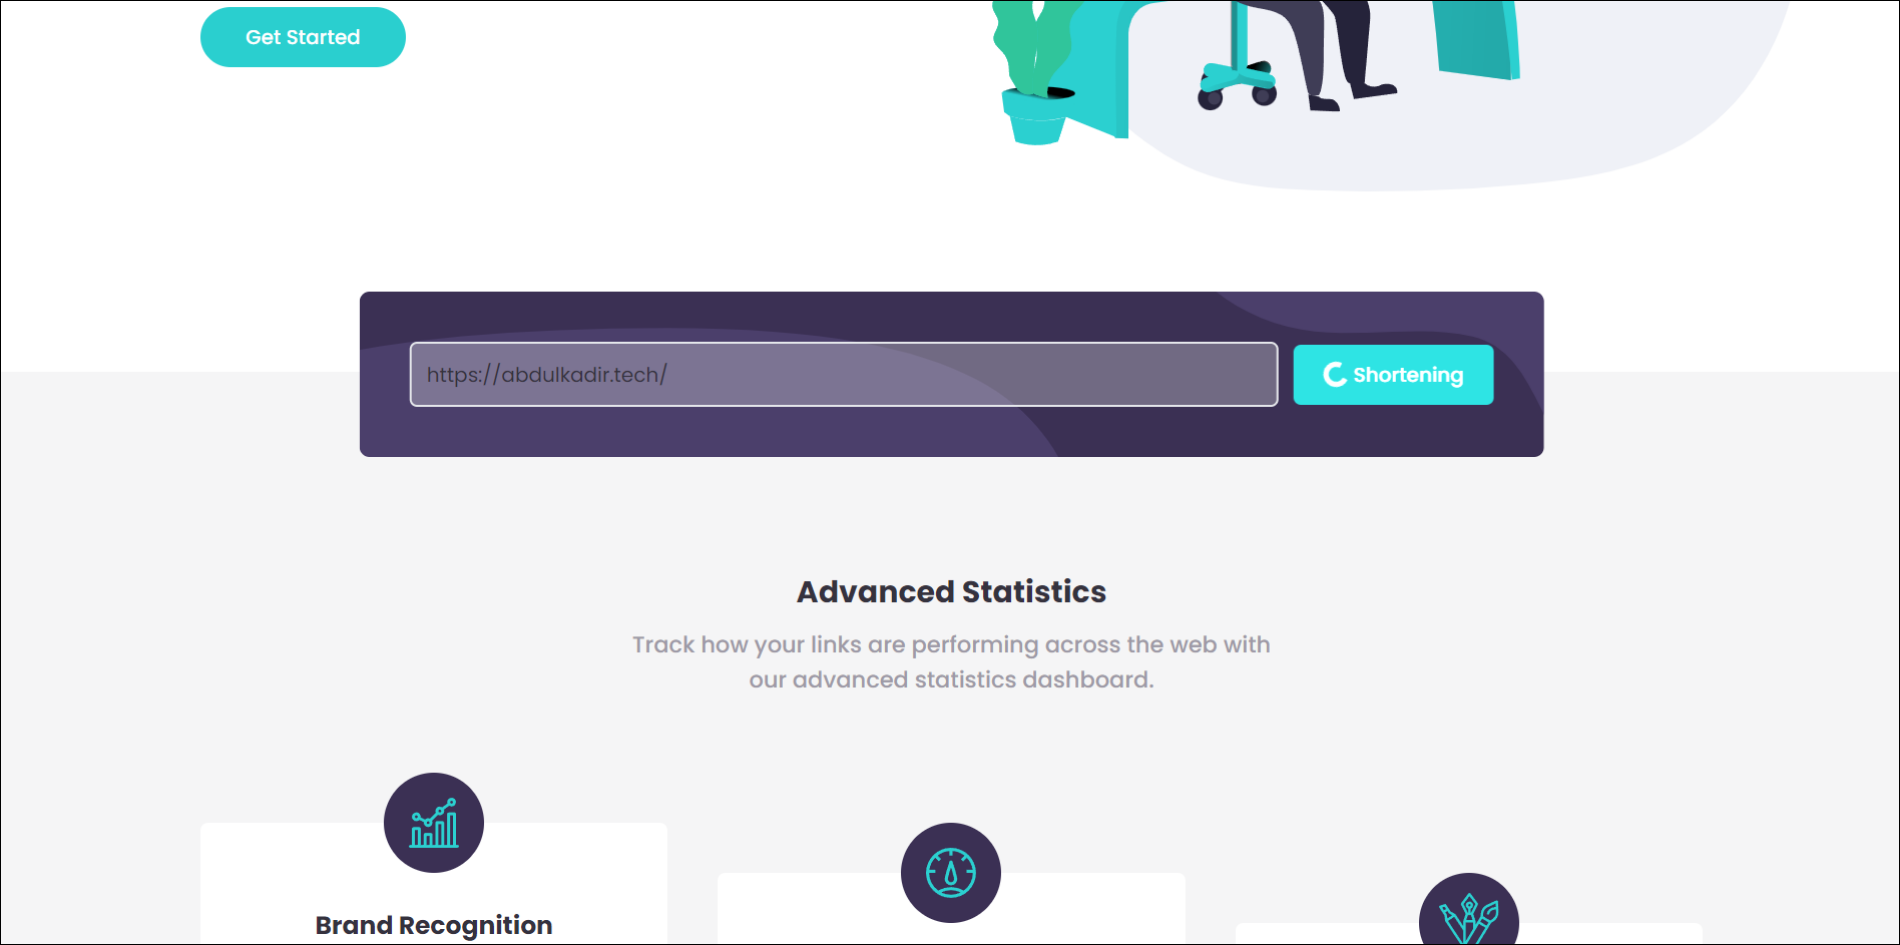 Get Started
https://abdulkadir.tech/
Shortening
Advanced Statistics
Track how your links are performing across the web with
our advanced statistics dashboard.
Brand Recognition